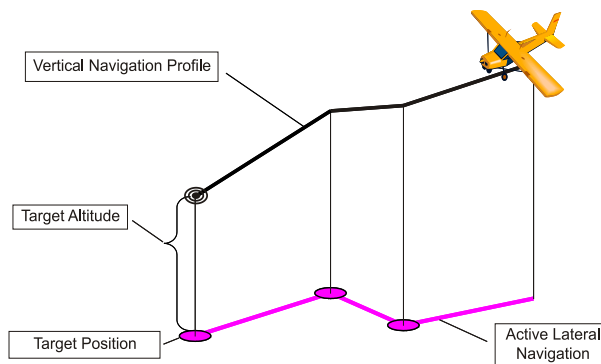 Vertical Navigation Profile
Target Altitude
Target Position
Active Lateral
Navigation